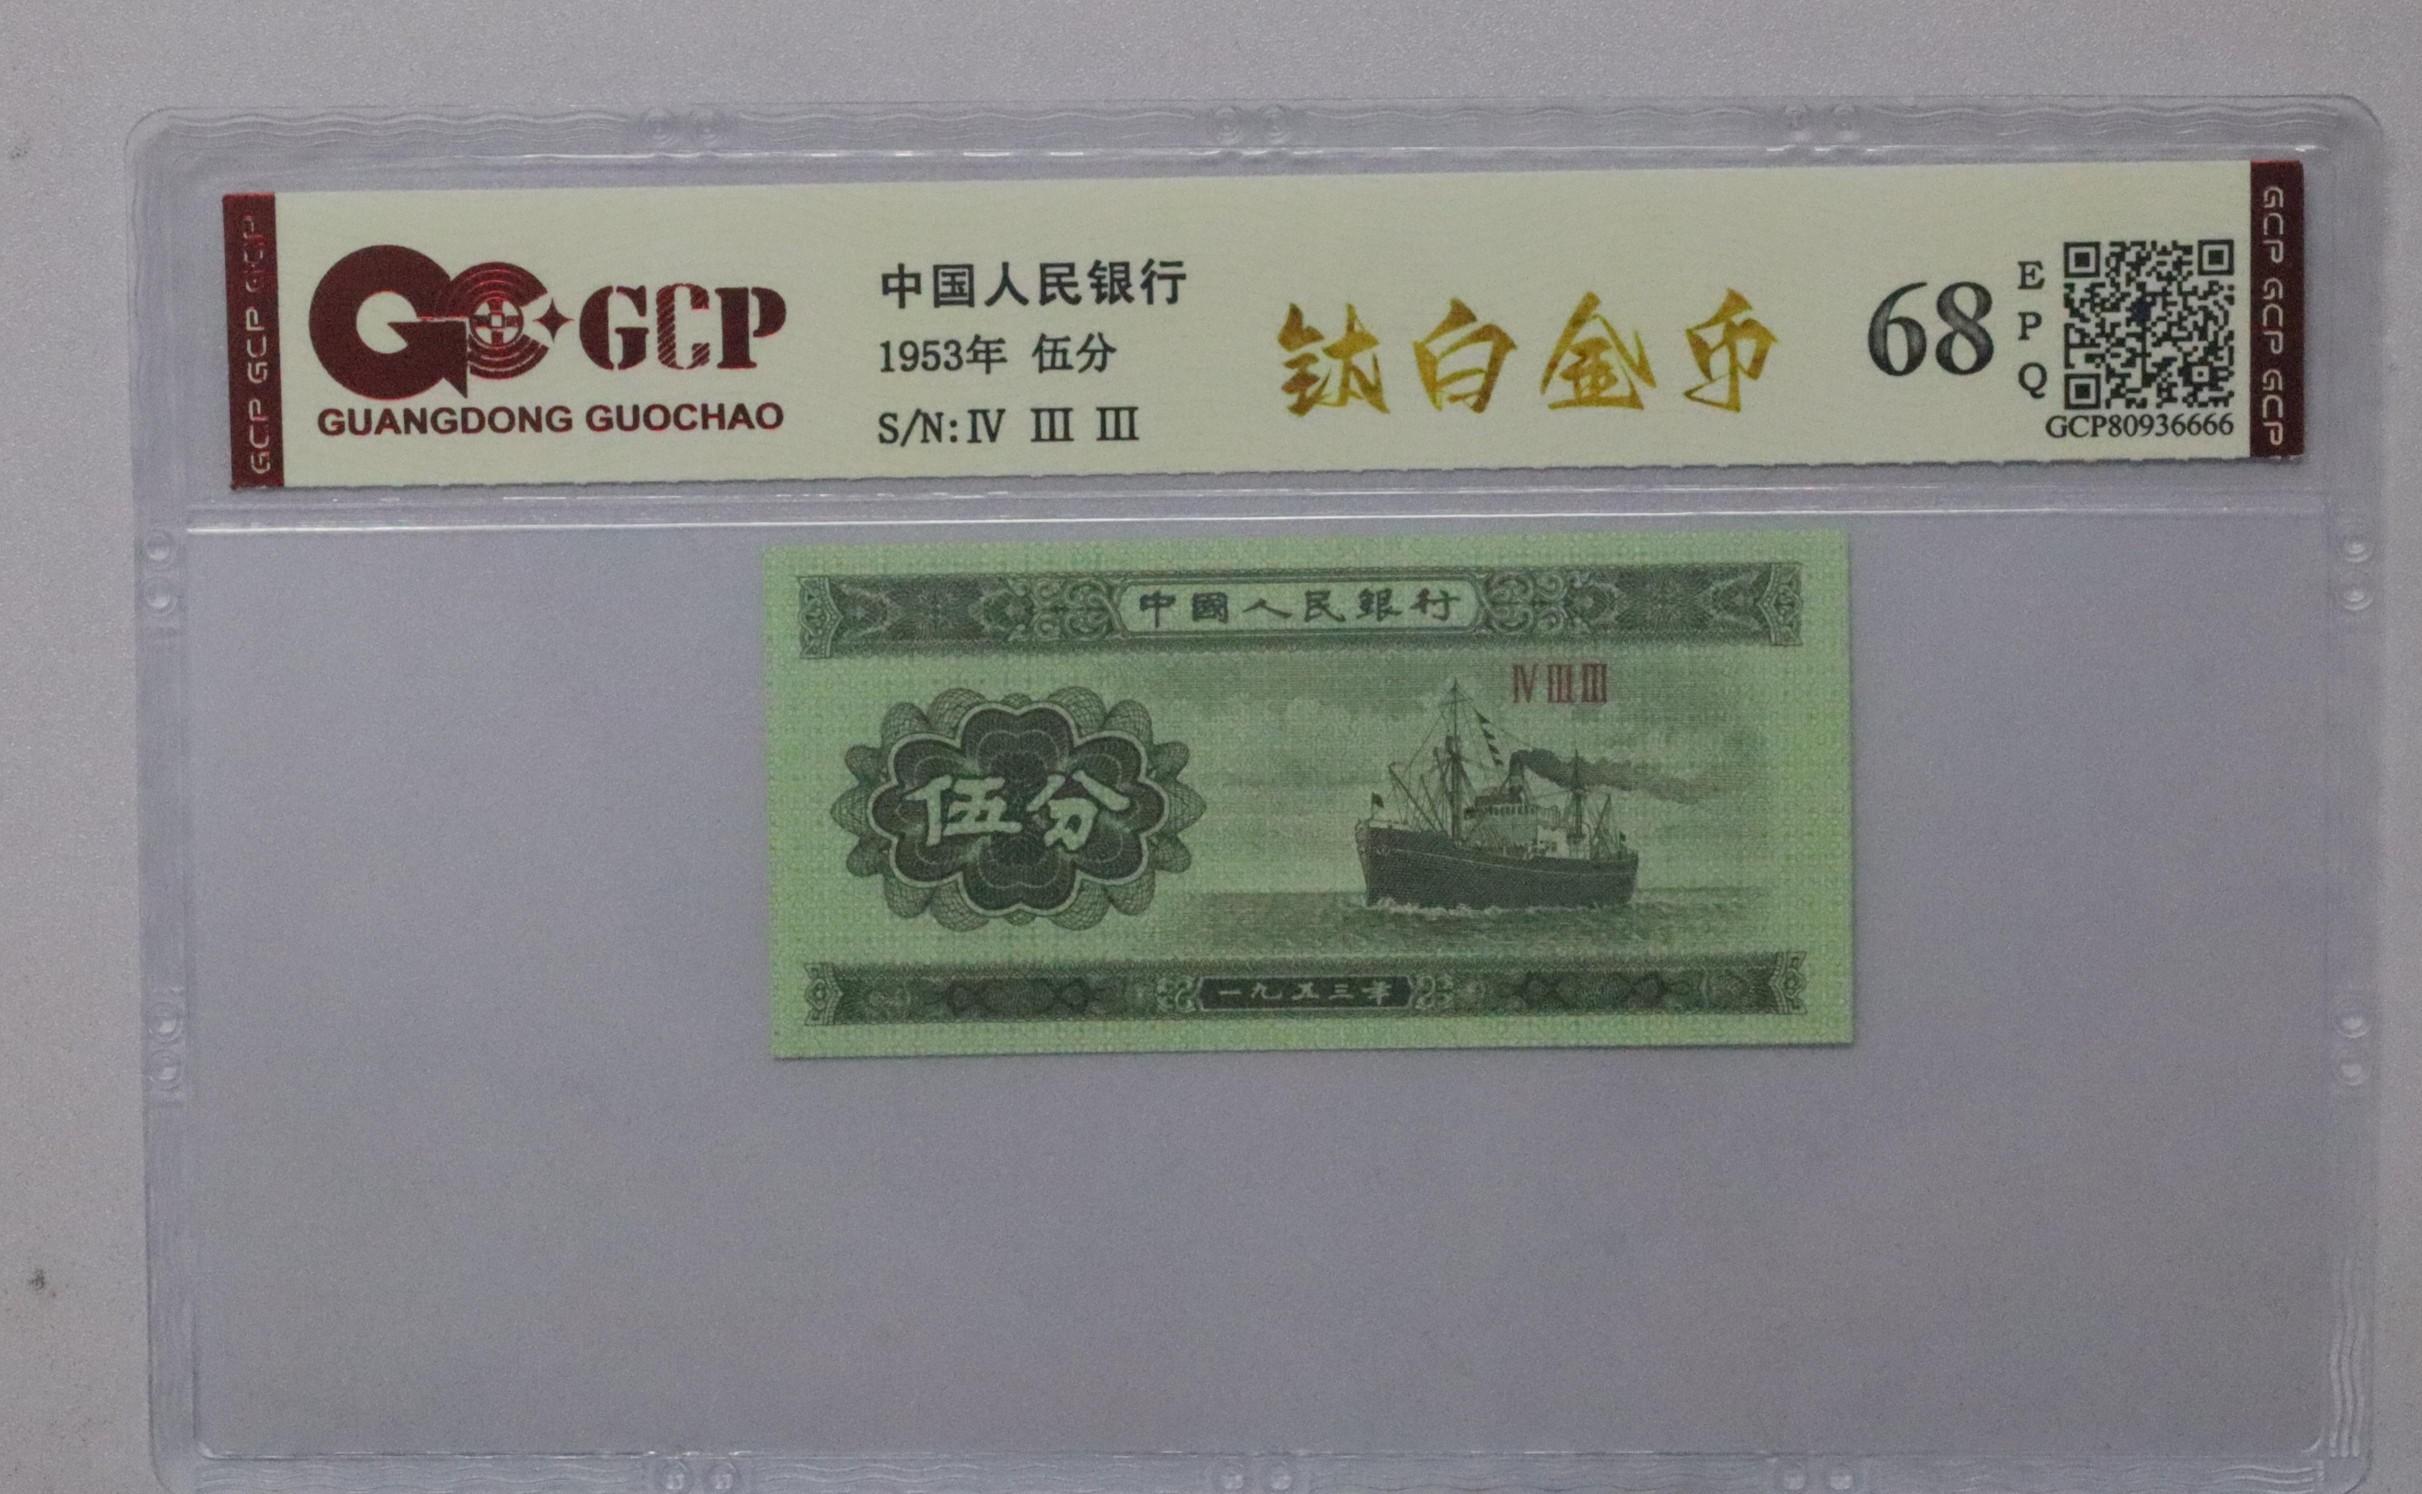 GCP GCP GCP
GCP
GUANGDONG GUOCHAO
中国人民银行
1953年 伍分
S/N:Ⅳ Ⅲ Ⅲ
钛白金币
68
E
P
Q
GCP80936666
GCP GCP GCP
中國人民銀行
Ⅳ Ⅲ Ⅲ
伍分
一九五三年